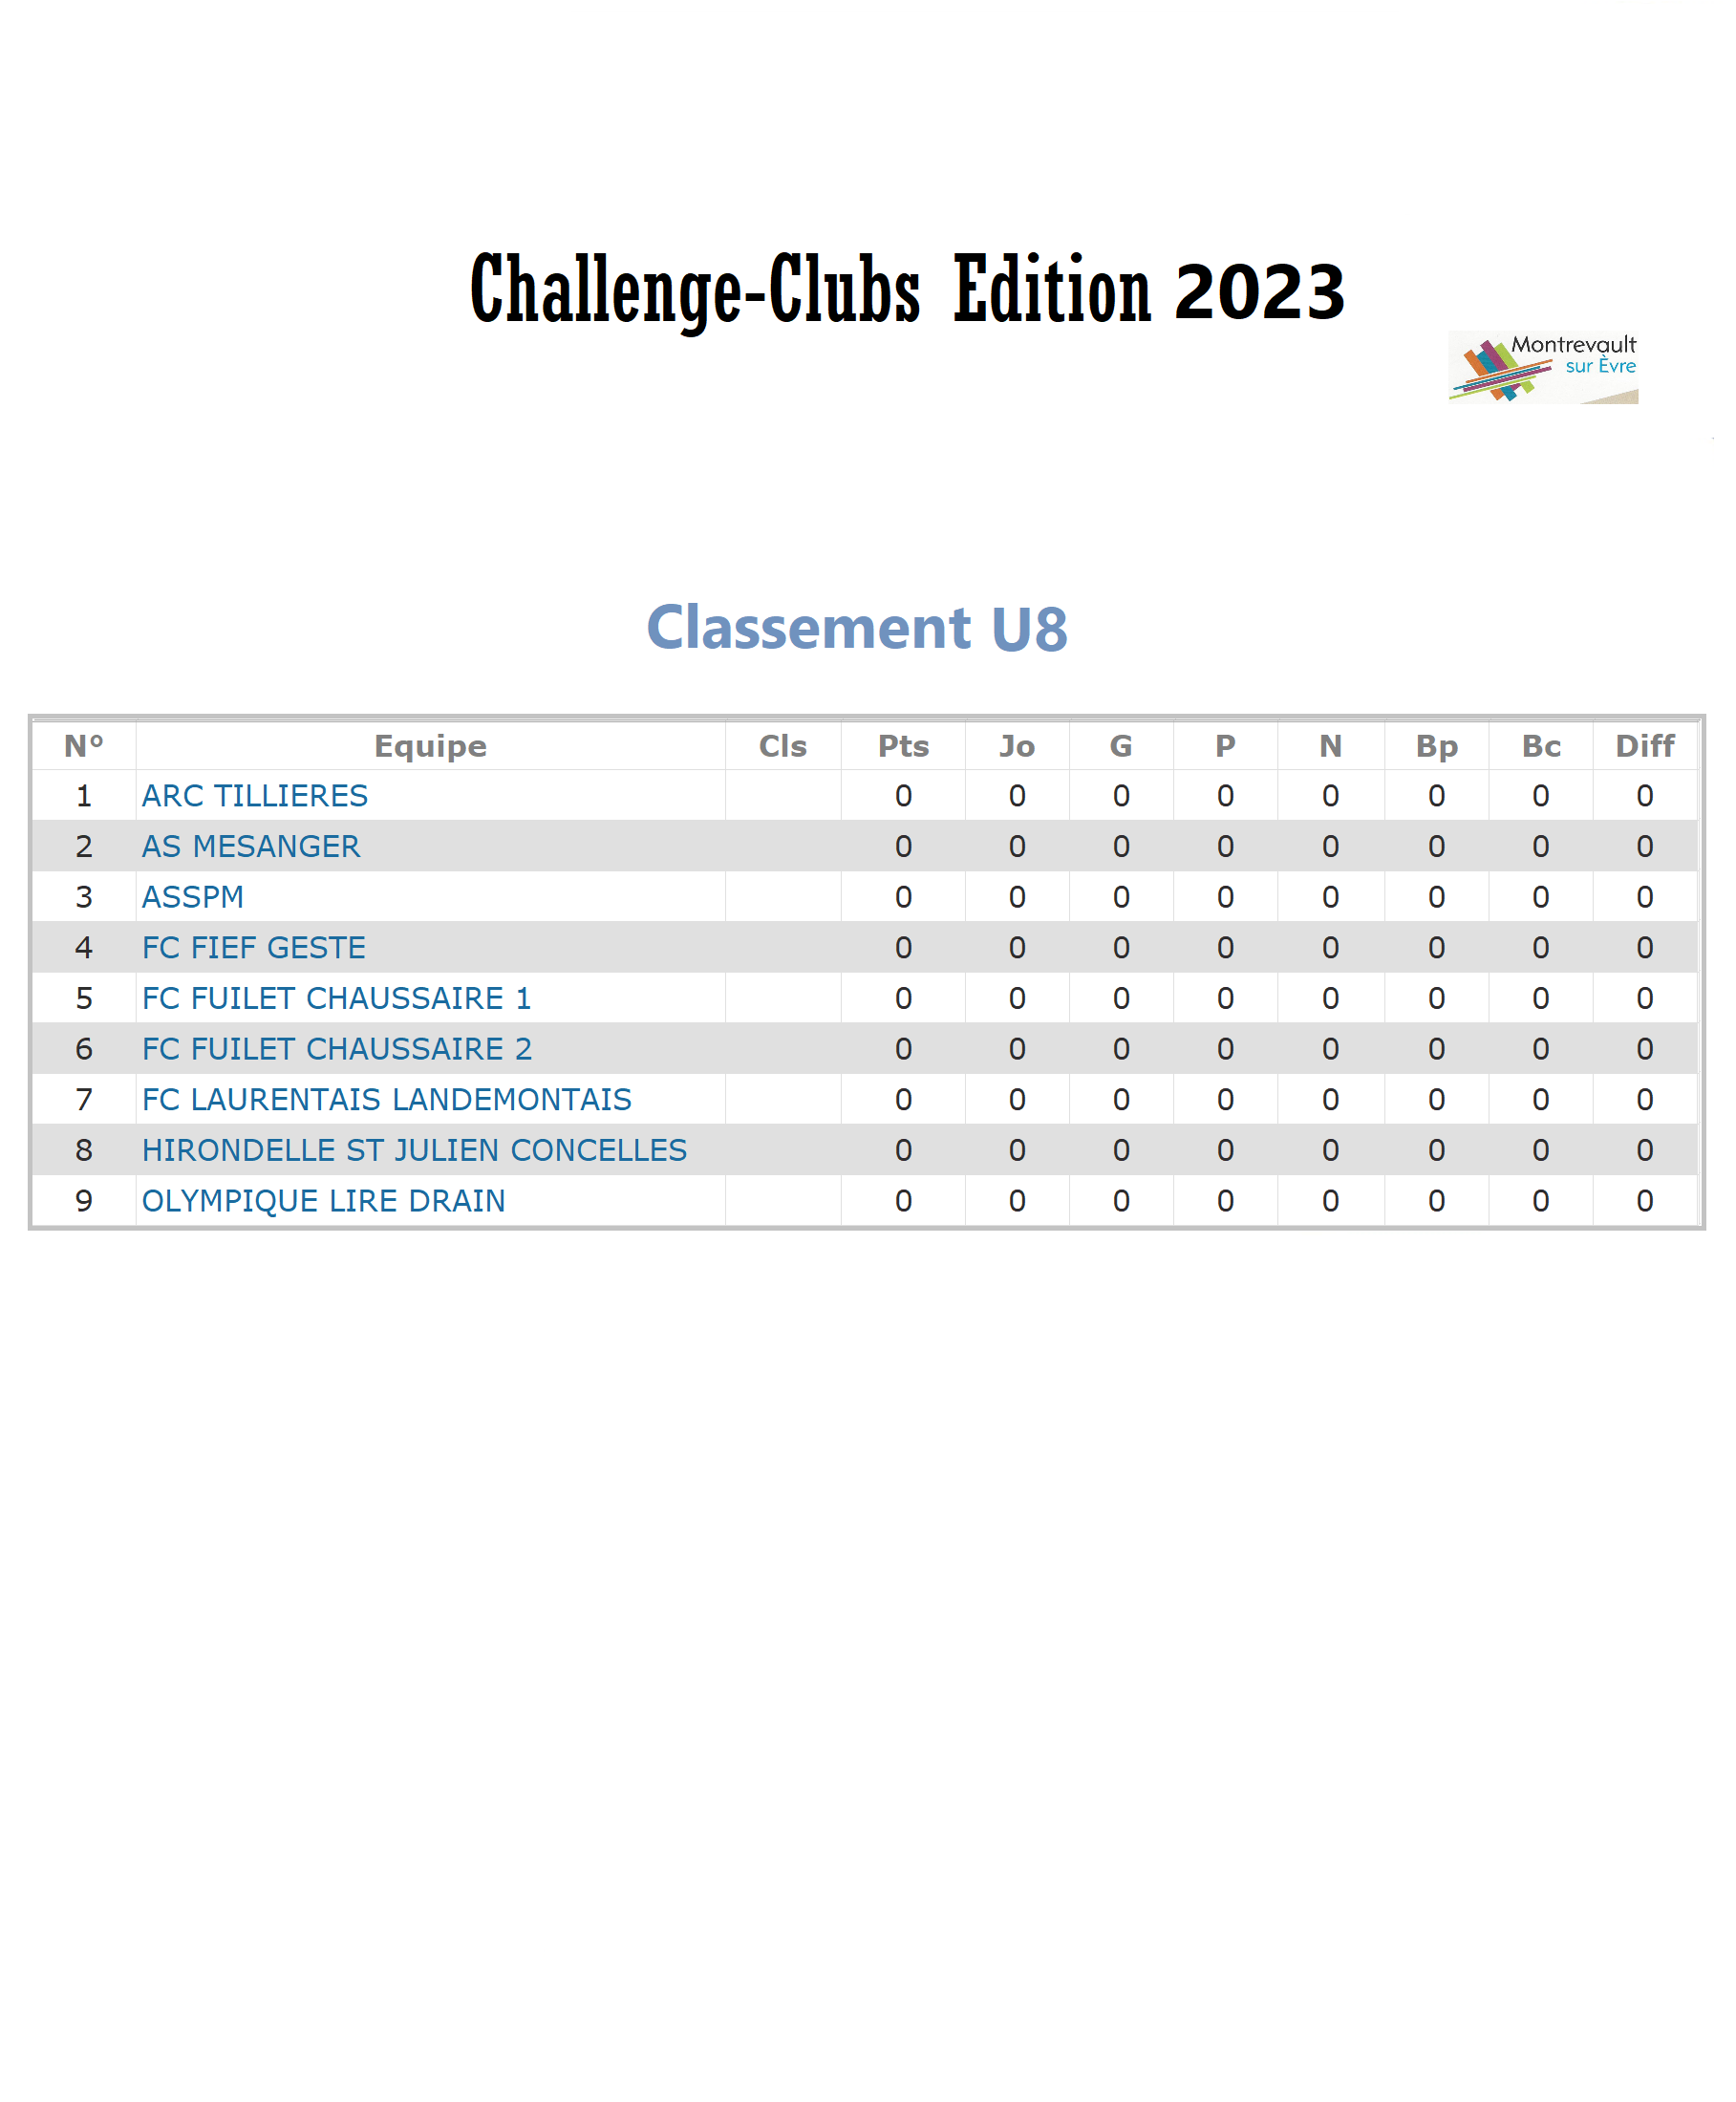 Challenge-Clubs Edition 2023
Montrevault
sur Èvre
Classement U8
N° Equipe Cls Pts Jo G P N Bp Bc Diff
1 ARC TILLIERES 0 0 0 0 0 0 0 0
2 AS MESANGER 0 0 0 0 0 0 0 0
3 ASSPM 0 0 0 0 0 0 0 0
4 FC FIEF GESTE 0 0 0 0 0 0 0 0
5 FC FUILET CHAUSSAIRE 1 0 0 0 0 0 0 0 0
6 FC FUILET CHAUSSAIRE 2 0 0 0 0 0 0 0 0
7 FC LAURENTAIS LANDEMONTAIS 0 0 0 0 0 0 0 0
8 HIRONDELLE ST JULIEN CONCELLES 0 0 0 0 0 0 0 0
9 OLYMPIQUE LIRE DRAIN 0 0 0 0 0 0 0 0